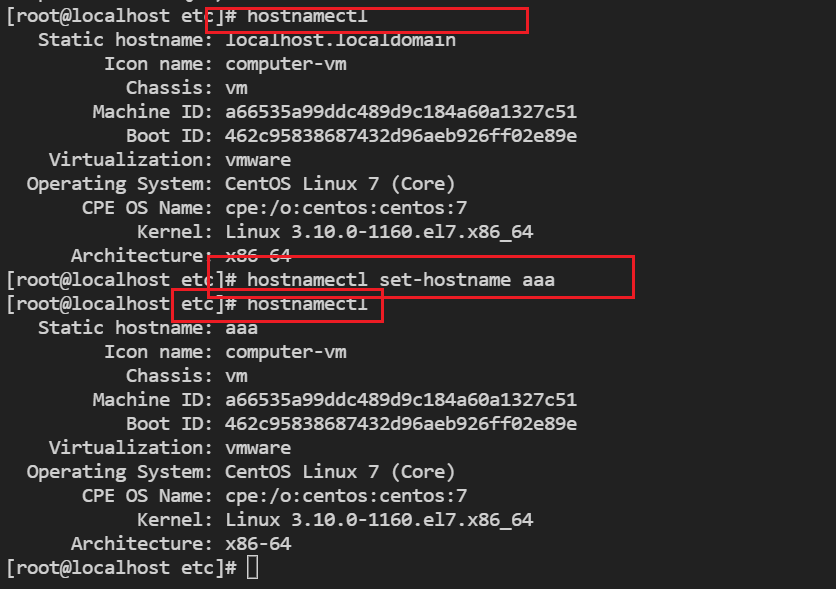 [root@localhost etc]# hostnamectl
Static hostname: localhost.localdomain
Icon name: computer-vm
Chassis: vm
Machine ID: a66535a99ddc489d9c184a60a1327c51
Boot ID: 462c95838687432d96aeb926ff02e89e
Virtualization: vmware
Operating System: CentOS Linux 7 (Core)
CPE OS Name: cpe:/o:centos:centos:7
Kernel: Linux 3.10.0-1160.el7.x86_64
Architecture: x86-64
[root@localhost etc]# hostnamectl set-hostname aaa
[root@localhost etc]# hostnamectl
Static hostname: aaa
Icon name: computer-vm
Chassis: vm
Machine ID: a66535a99ddc489d9c184a60a1327c51
Boot ID: 462c95838687432d96aeb926ff02e89e
Virtualization: vmware
Operating System: CentOS Linux 7 (Core)
CPE OS Name: cpe:/o:centos:centos:7
Kernel: Linux 3.10.0-1160.el7.x86_64
Architecture: x86-64
[root@localhost etc]#